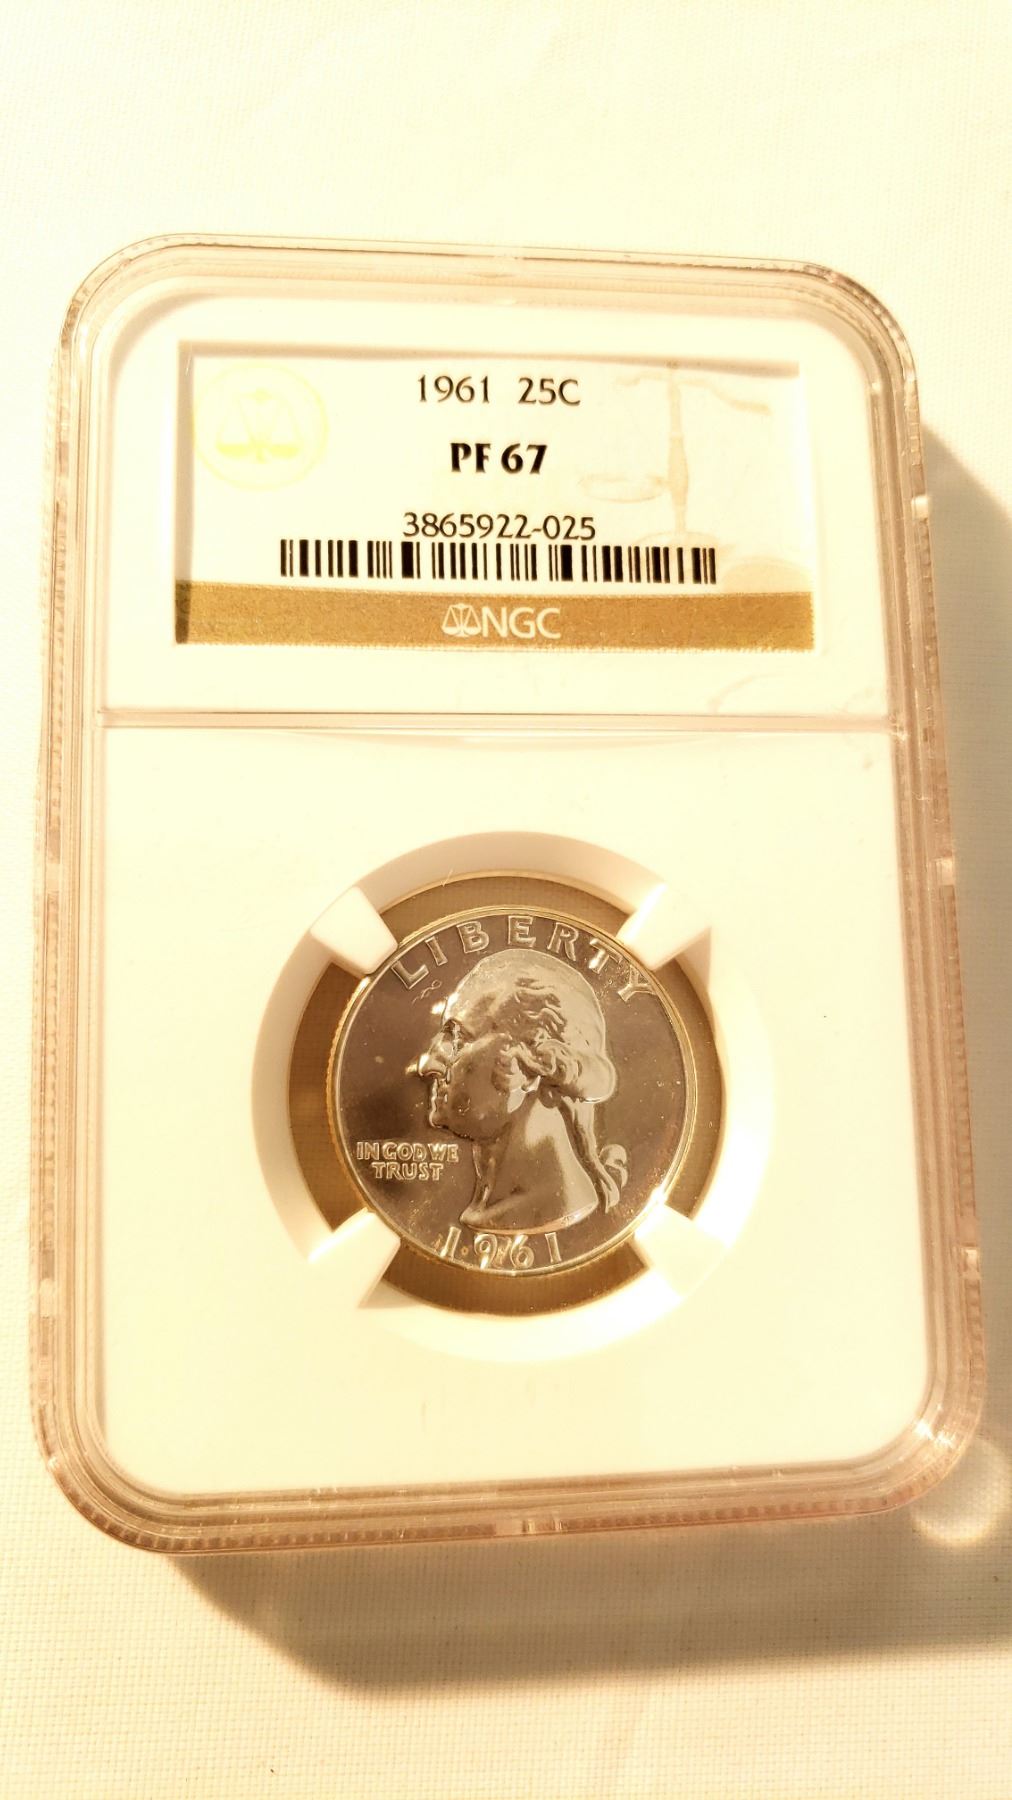 1961 25C
PF 67
3865922-025
NGC
LIBERTY
IN GOD WE
TRUST
1961